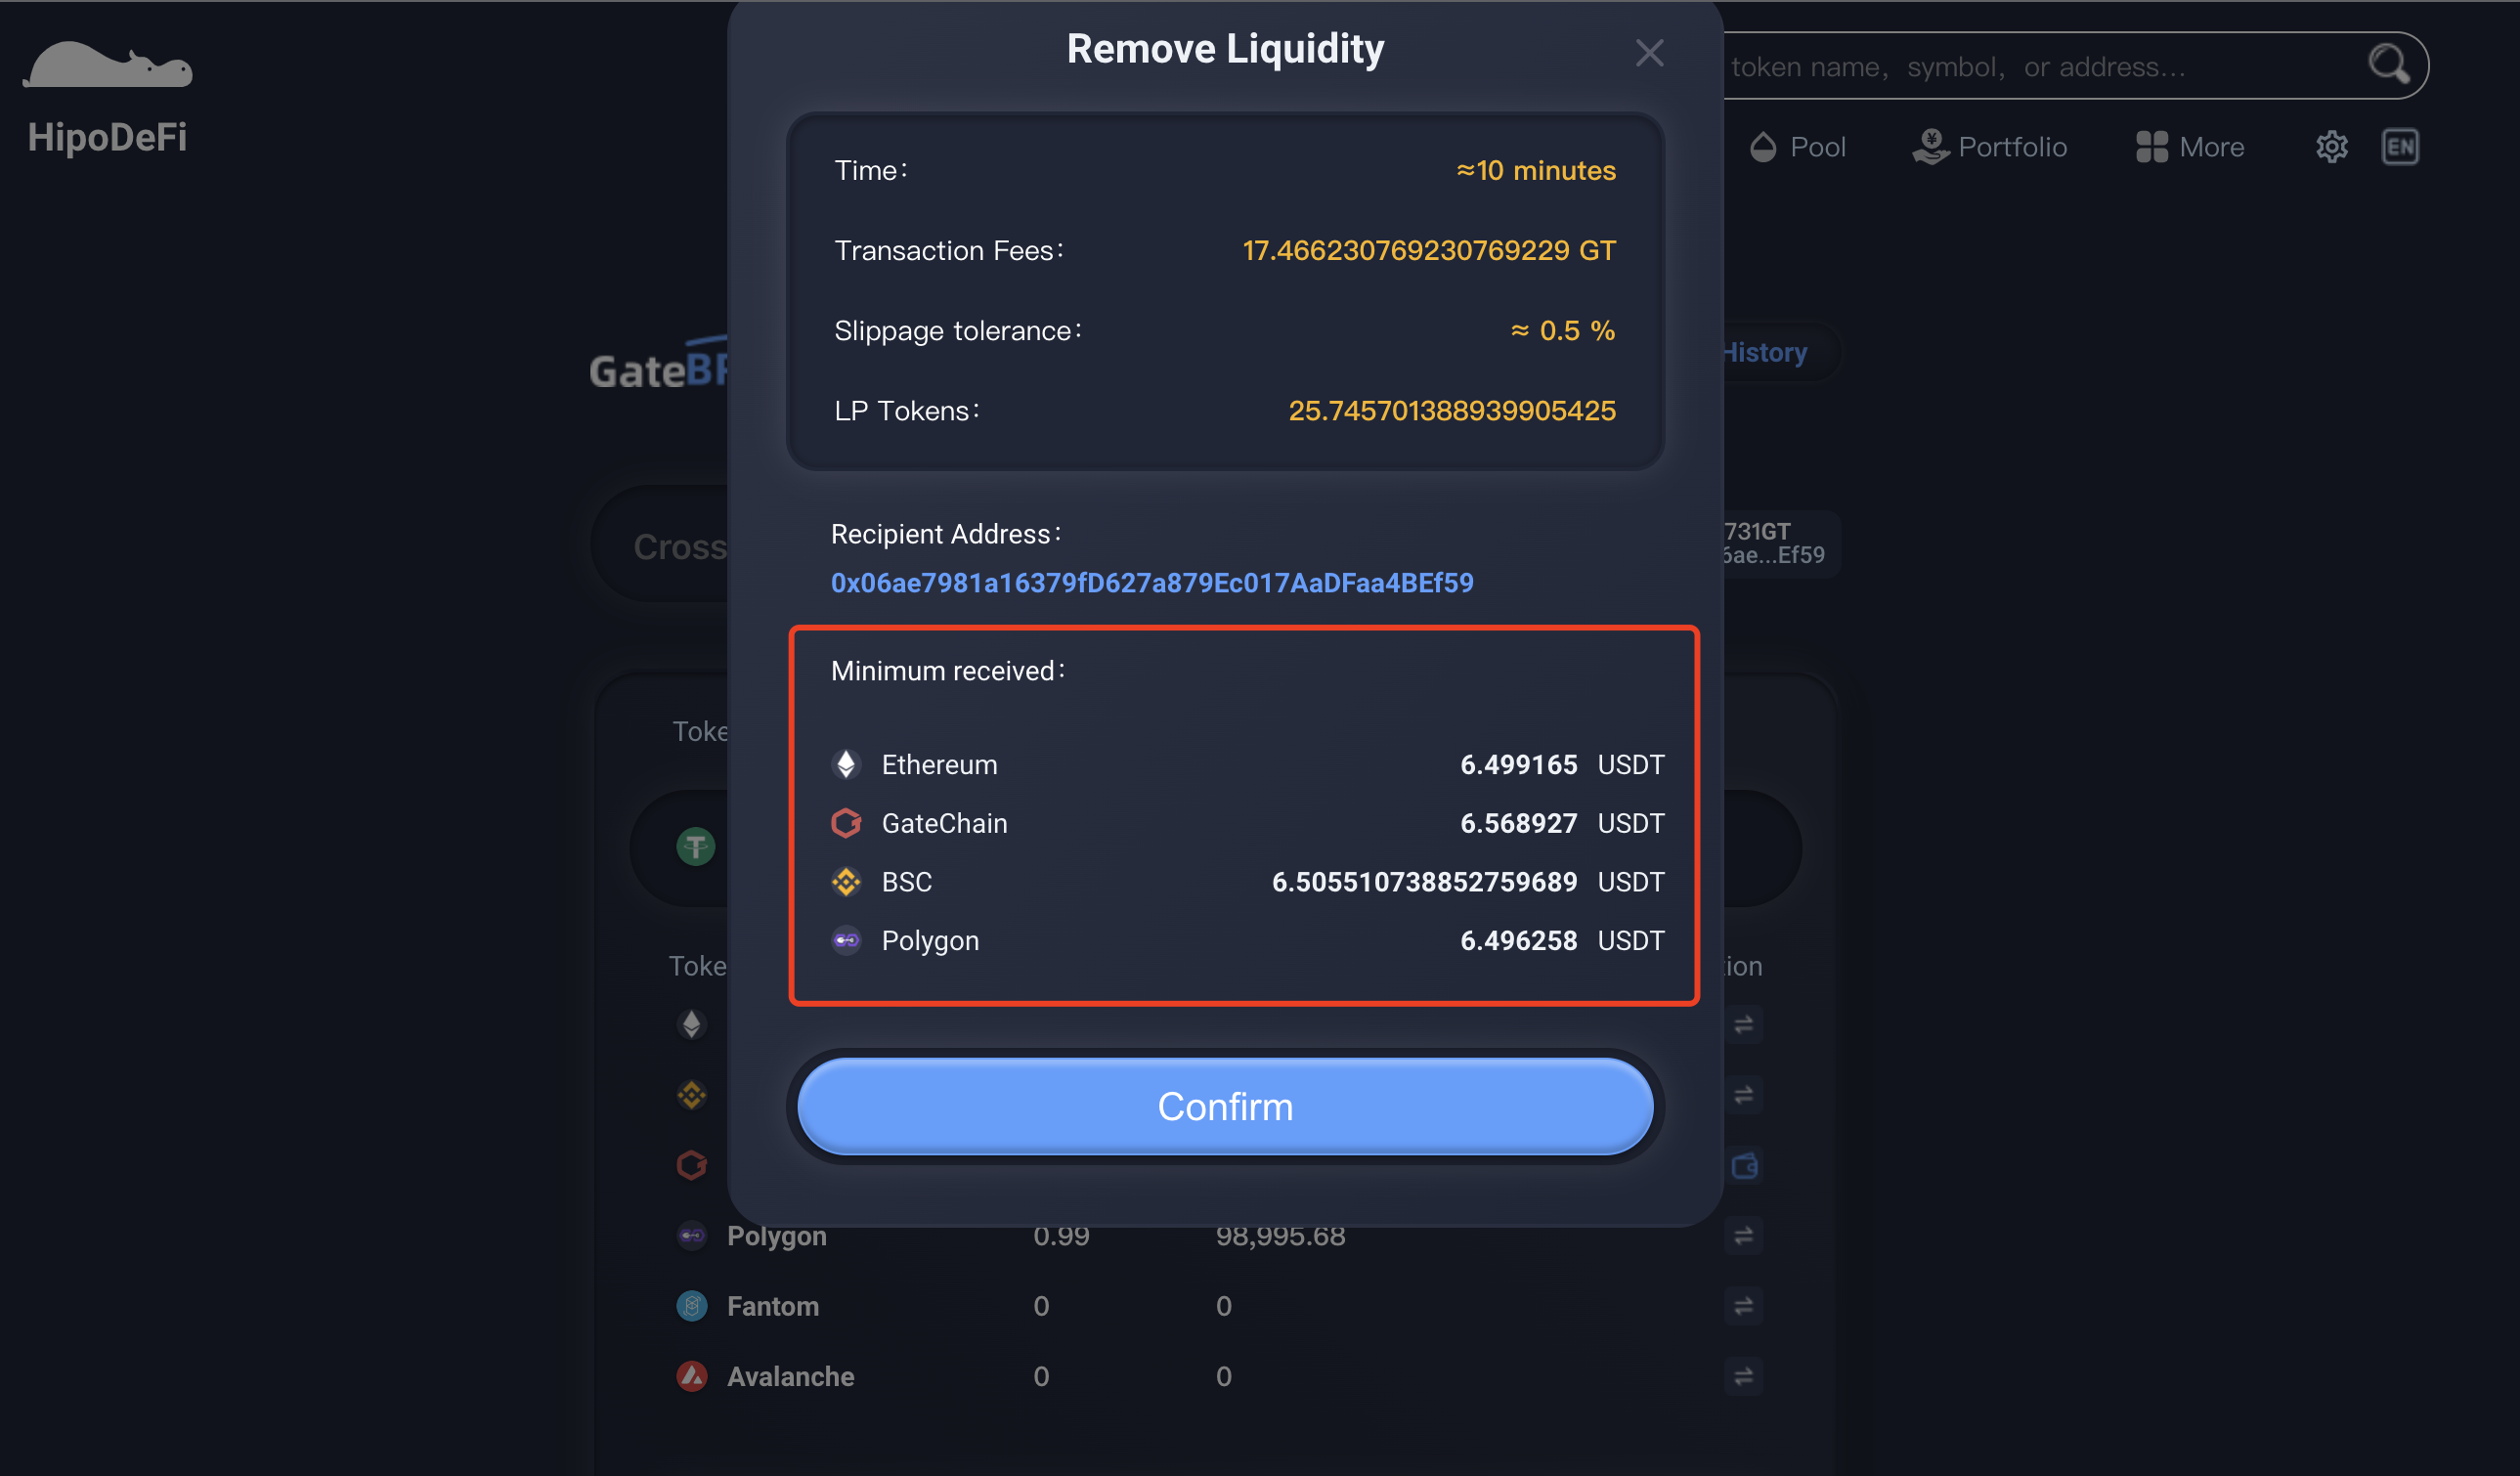 Remove Liquidity
token name, symbol, or address...
HipoDeFi
Pool
Portfolio
More
EN
Time: ≈10 minutes
Transaction Fees: 17.466230769230769229 GT
Slippage tolerance: ≈ 0.5 %
LP Tokens: 25.745701388939905425
Gate
History
Cross
731GT
6ae...Ef59
Recipient Address:
0x06ae7981a16379fD627a879Ec017AaDFaa4BEf59
Minimum received:
Toke
Ethereum 6.499165 USDT
GateChain 6.568927 USDT
BSC 6.505510738852759689 USDT
Polygon 6.496258 USDT
Toke
tion
Confirm
Polygon 0.99 98,995.68
Fantom 0 0
Avalanche 0 0